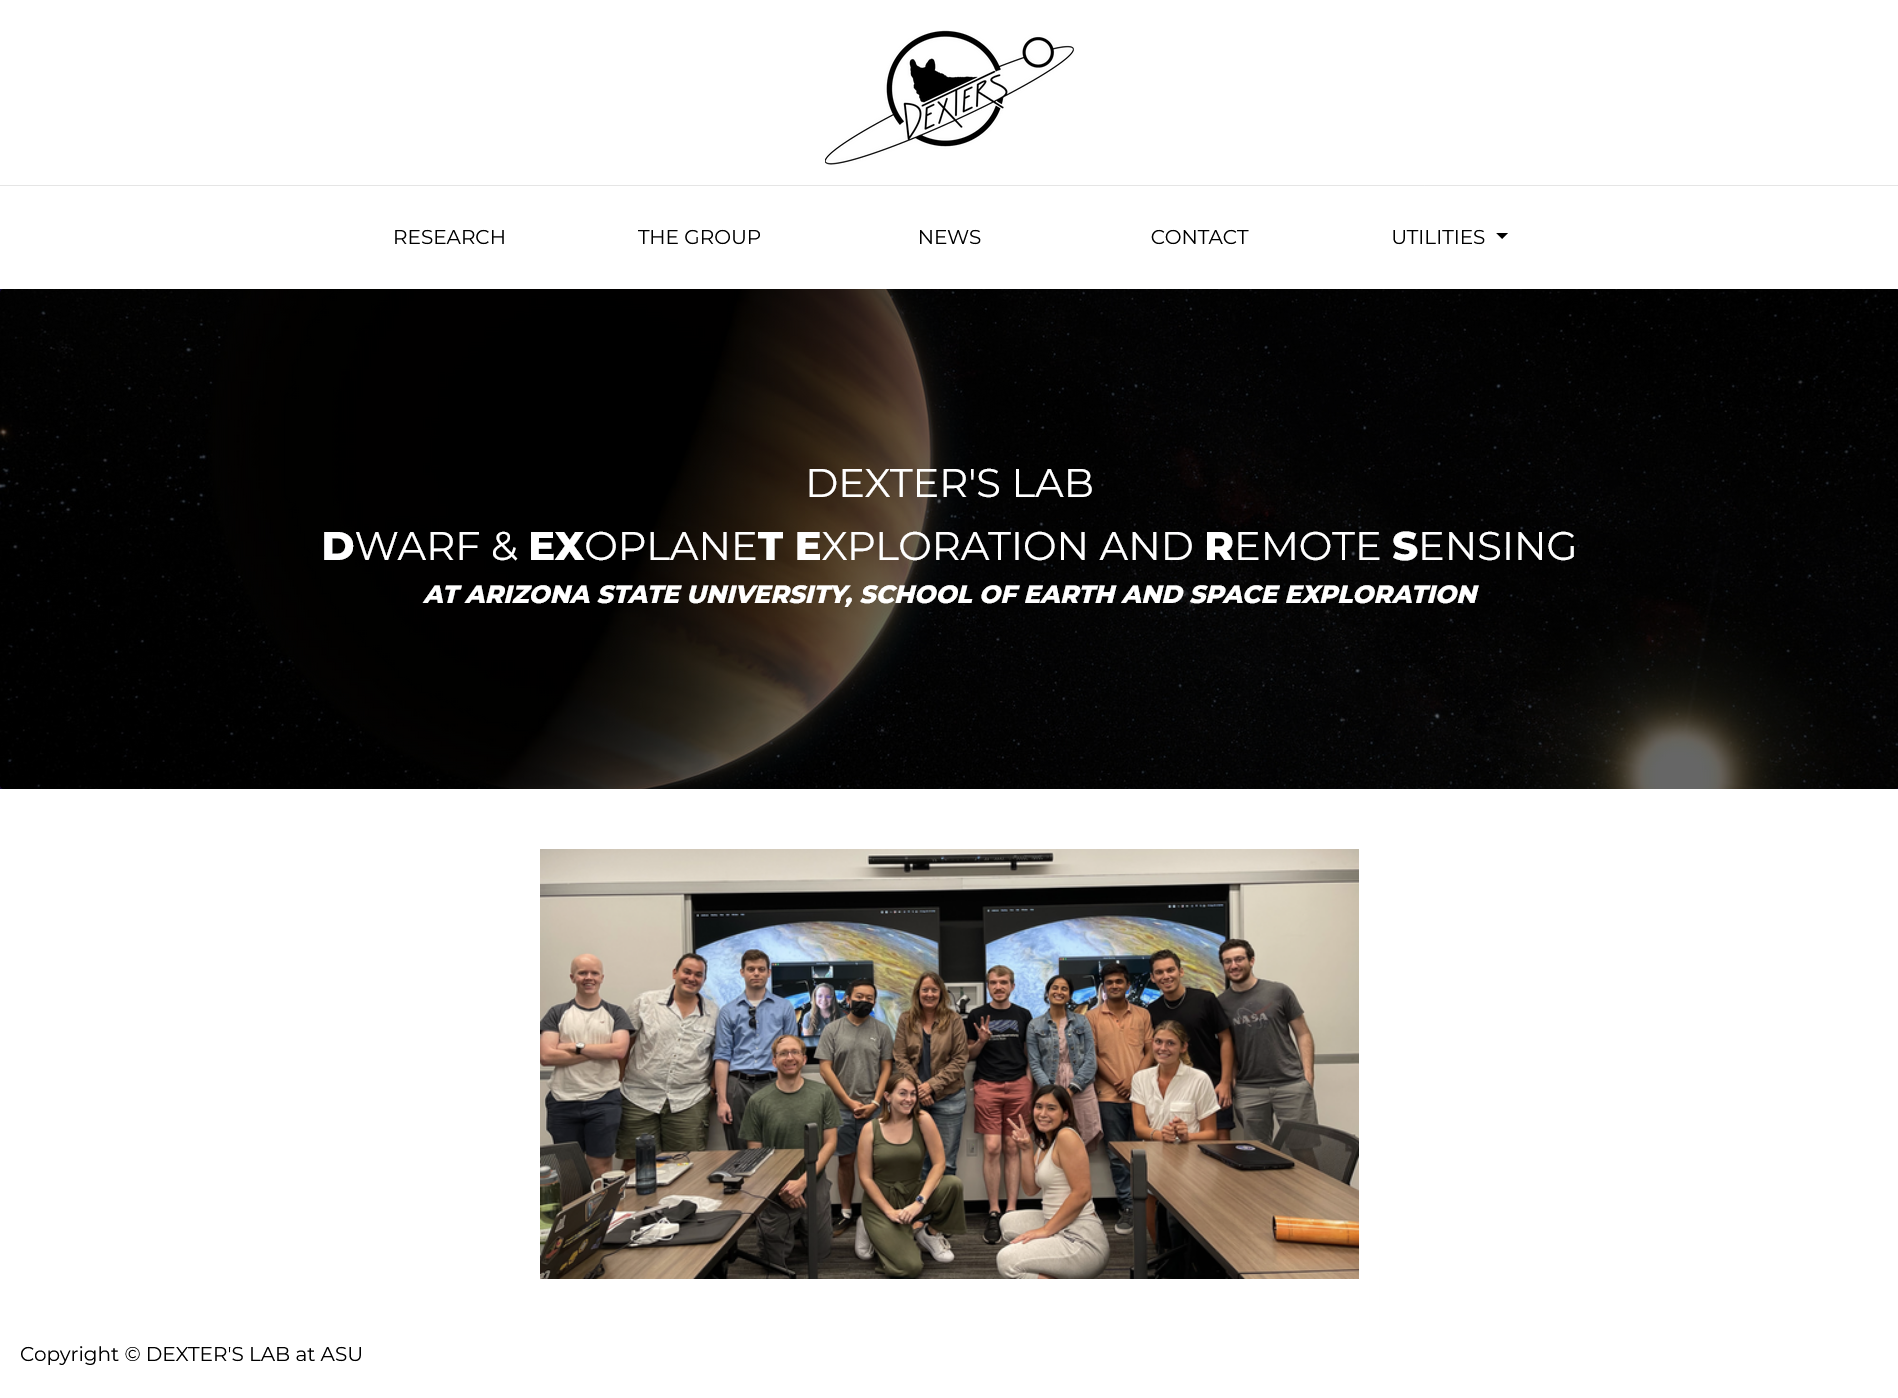 DEXTERS
RESEARCH THE GROUP NEWS CONTACT UTILITIES
DEXTER'S LAB
DWARF & EXOPLANET EXPLORATION AND REMOTE SENSING
AT ARIZONA STATE UNIVERSITY, SCHOOL OF EARTH AND SPACE EXPLORATION
NASA
Copyright © DEXTER'S LAB at ASU